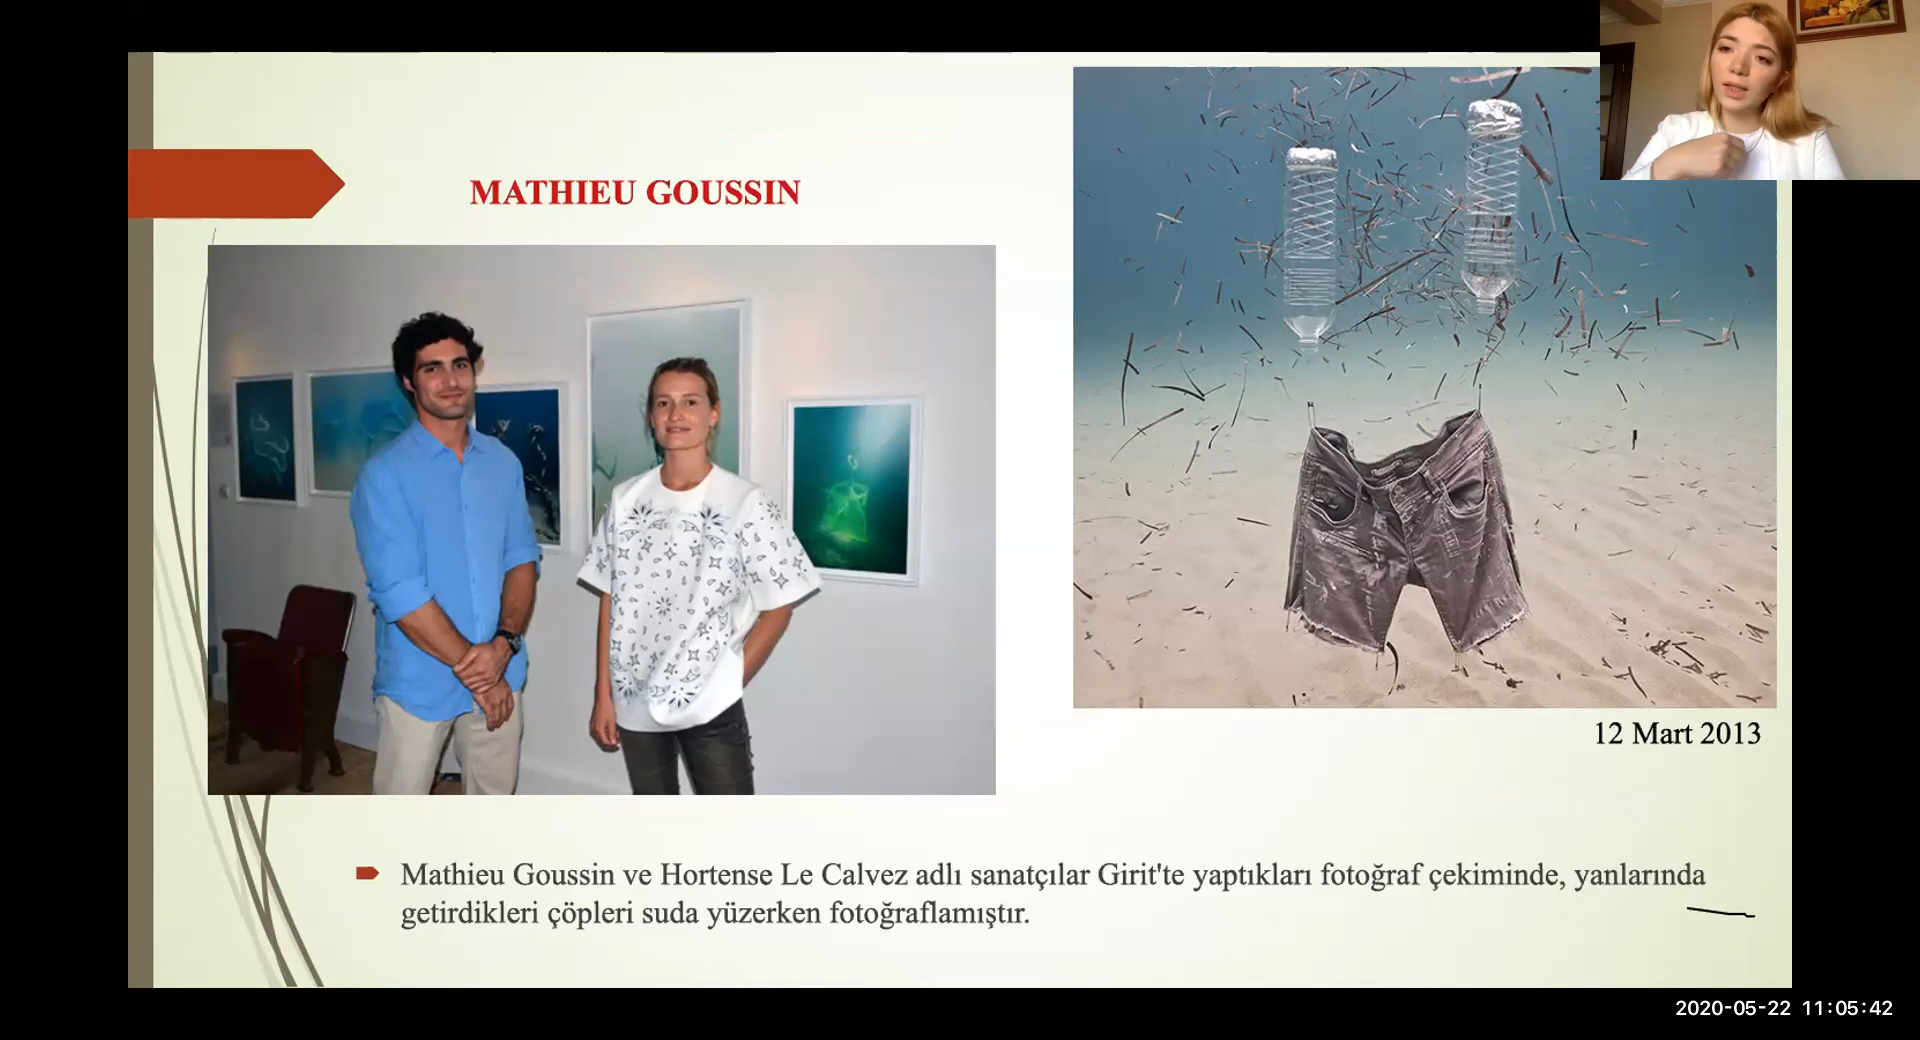 MATHIEU GOUSSIN
12 Mart 2013
Mathieu Goussin ve Hortense Le Calvez adlı sanatçılar Girit'te yaptıkları fotoğraf çekiminde, yanlarında
getirdikleri çöpleri suda yüzerken fotoğraflamıştır.
2020-05-22 11:05:42